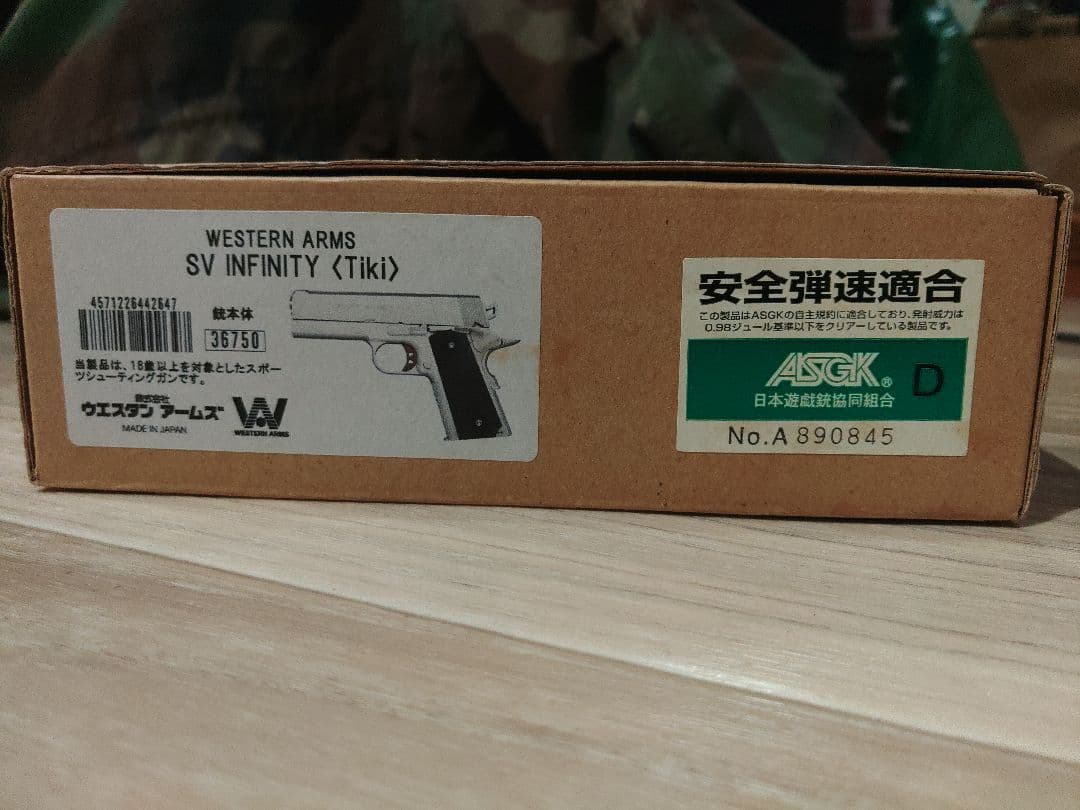 WESTERN ARMS
SV INFINITY〈Tiki〉
4571226442647
銃本体
36750
当製品は、18歳以上を対象としたスポー
ツシューティングガンです。
株式会社
ウエスタン アームズ
MADE IN JAPAN
WA
WESTERN ARMS
安全弾速適合
この製品はASGKの自主規約に適合しており、発射威力は
0.98ジュール基準以下をクリアーしている製品です。
ASGK®
D
日本遊戯銃協同組合
No.A 890845